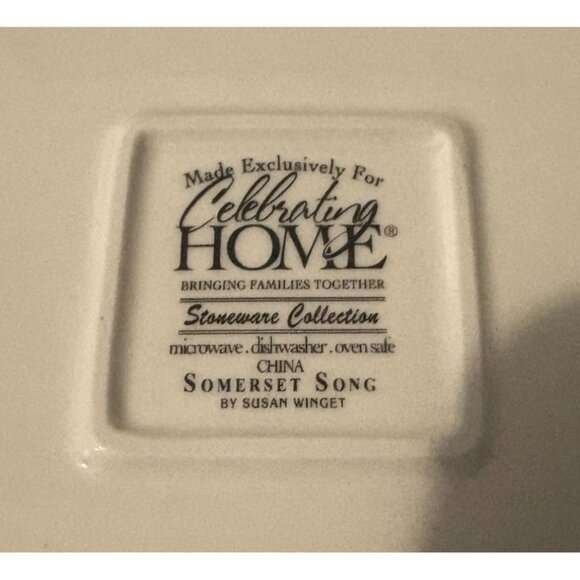 Made Exclusively For
Celebrating
HOME®
BRINGING FAMILIES TOGETHER
Stoneware Collection
microwave . dishwasher . oven safe
CHINA
SOMERSET SONG
BY SUSAN WINGET